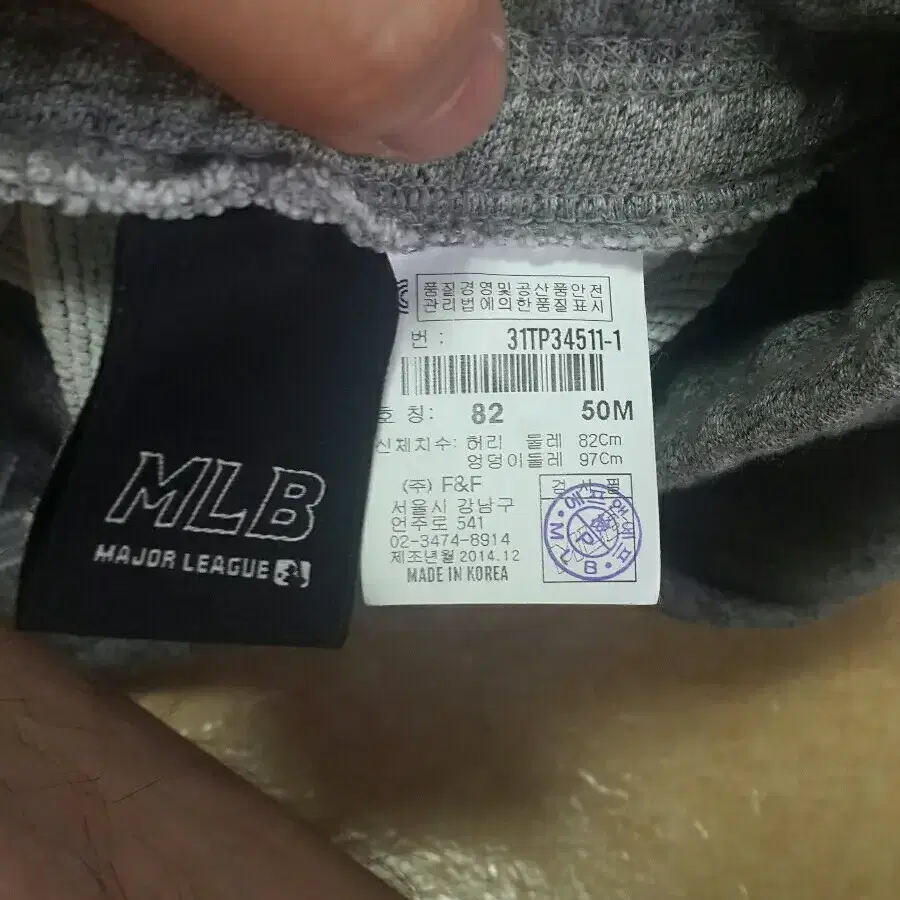 MLB
MAJOR LEAGUE
품질경영및공산품안전
관리법에의한품질표시
번 : 31TP34511-1
호 칭: 82 50M
신체치수: 허리 둘레 82Cm
엉덩이둘레 97Cm
(주) F&F
서울시 강남구
언주로 541
02-3474-8914
제조년월 2014.12
MADE IN KOREA
검 사 필
MLB